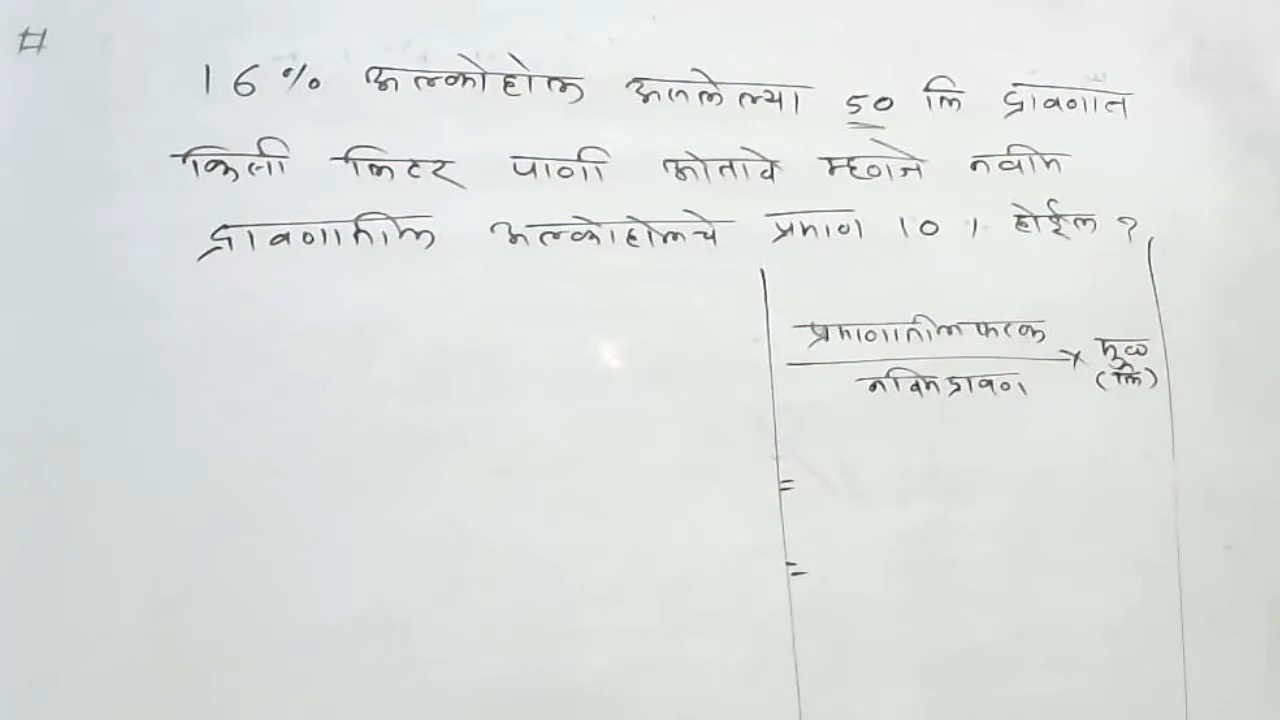 #
16% अल्कोहोल असलेल्या 50 लि द्रावणात
किती लिटर पाणी ओतावे म्हणजे नवीन
द्रावणातील अल्कोहोलचे प्रमाण 10% होईल ?
प्रमाणातील फरक
नविन द्रावण
× मूळ
(लि)
=
=